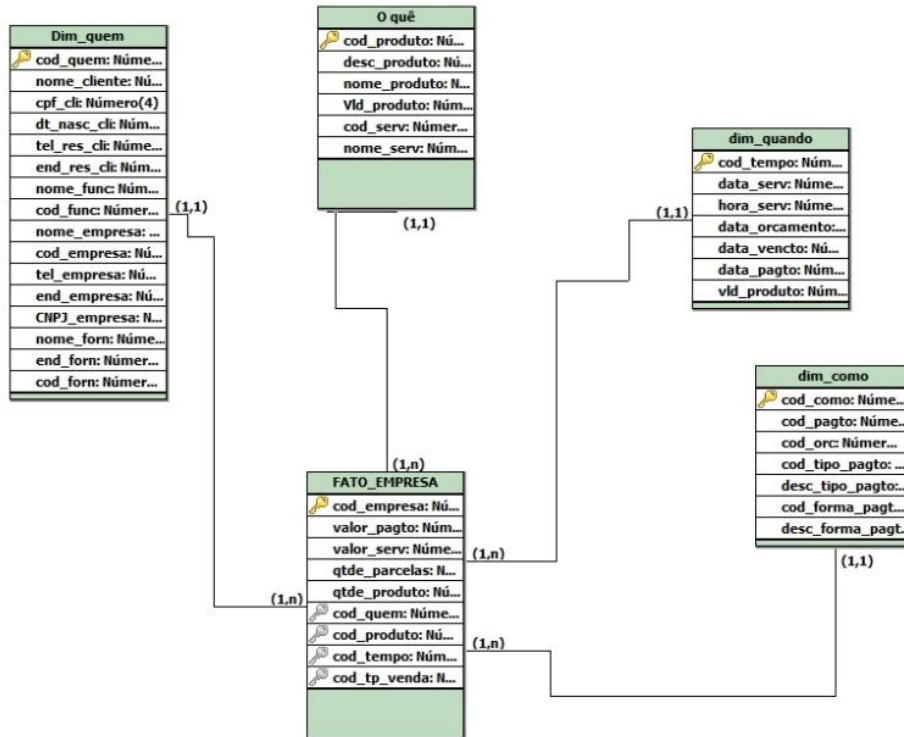 Dim_quem
cod_quem: Núme...
nome_cliente: Nú...
cpf_cli: Número(4)
dt_nasc_cli: Núm...
tel_res_cli: Núme...
end_res_cli: Núm...
nome_func: Núm...
cod_func: Númer...
nome_empresa: ...
cod_empresa: Nú...
tel_empresa: Nú...
end_empresa: Nú...
CNPJ_empresa: N...
nome_forn: Núme...
end_forn: Númer...
cod_forn: Númer...
(1,1)
(1,n)
O quê
cod_produto: Nú...
desc_produto: Nú...
nome_produto: N...
Vld_produto: Núm...
cod_serv: Númer...
nome_serv: Núm...
(1,1)
(1,n)
dim_quando
cod_tempo: Núm...
data_serv: Núme...
hora_serv: Núme...
data_orcamento:...
data_vencto: Nú...
data_pagto: Núm...
vld_produto: Núm...
(1,1)
(1,n)
dim_como
cod_como: Núme...
cod_pagto: Núme...
cod_orc: Númer...
cod_tipo_pagto: ...
desc_tipo_pagto:...
cod_forma_pagt...
desc_forma_pagt...
(1,1)
(1,n)
FATO_EMPRESA
cod_empresa: Nú...
valor_pagto: Núm...
valor_serv: Núme...
qtde_parcelas: N...
qtde_produto: Nú...
cod_quem: Núme...
cod_produto: Nú...
cod_tempo: Núm...
cod_tp_venda: N...